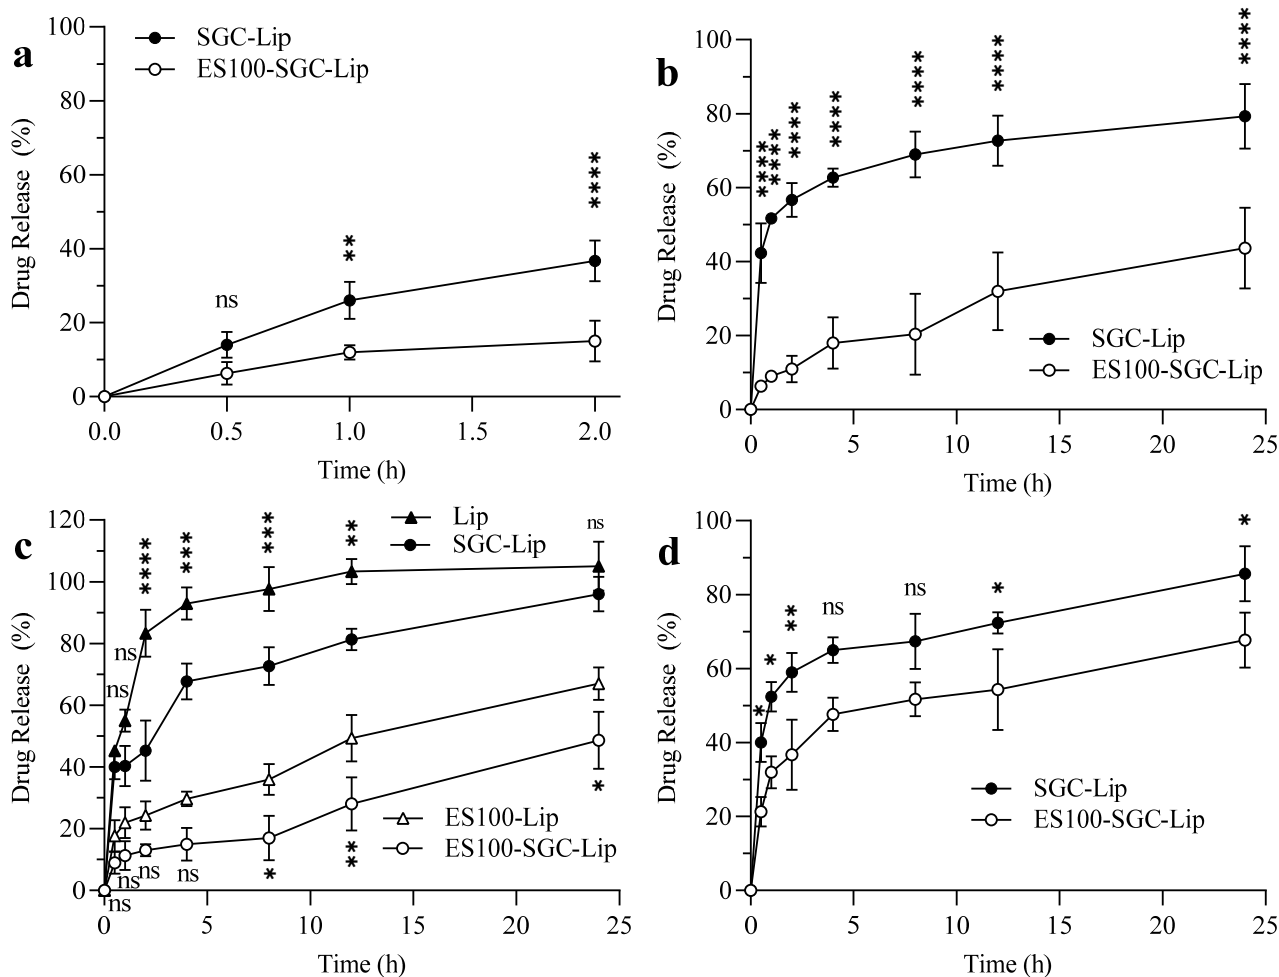 a
SGC-Lip
ES100-SGC-Lip
100
80
60
40
20
0
Drug Release (%)
ns
**
****
0.0
0.5
1.0
1.5
2.0
Time (h)
b
100
80
60
40
20
0
Drug Release (%)
****
****
****
****
****
****
****
SGC-Lip
ES100-SGC-Lip
0
5
10
15
20
25
Time (h)
c
Lip
SGC-Lip
120
100
80
60
40
20
0
Drug Release (%)
ns
ns
****
***
***
**
ns
ES100-Lip
ES100-SGC-Lip
ns
ns
ns
ns
*
**
*
0
5
10
15
20
25
Time (h)
d
100
80
60
40
20
0
Drug Release (%)
*
*
**
ns
ns
*
*
SGC-Lip
ES100-SGC-Lip
0
5
10
15
20
25
Time (h)